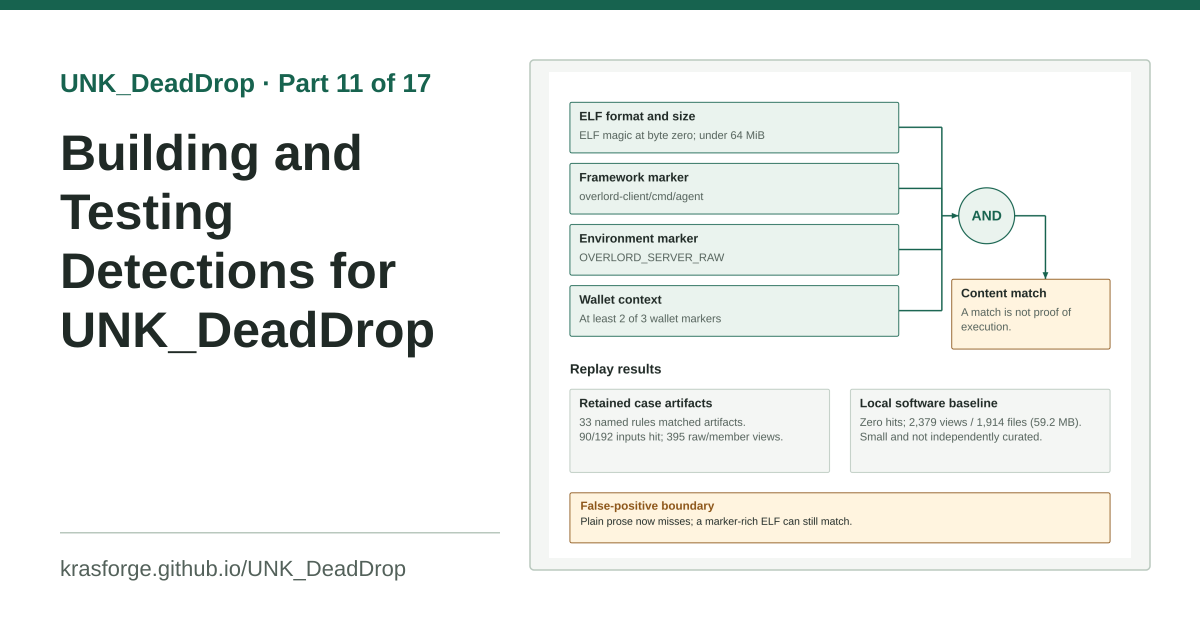 UNK_DeadDrop · Part 11 of 17
Building and
Testing
Detections for
UNK_DeadDrop
krasforge.github.io/UNK_DeadDrop
ELF format and size
ELF magic at byte zero; under 64 MiB
Framework marker
overlord-client/cmd/agent
Environment marker
OVERLORD_SERVER_RAW
Wallet context
At least 2 of 3 wallet markers
AND
Content match
A match is not proof of
execution.
Replay results
Retained case artifacts
33 named rules matched artifacts.
90/192 inputs hit; 395 raw/member views.
Local software baseline
Zero hits; 2,379 views / 1,914 files (59.2 MB).
Small and not independently curated.
False-positive boundary
Plain prose now misses; a marker-rich ELF can still match.